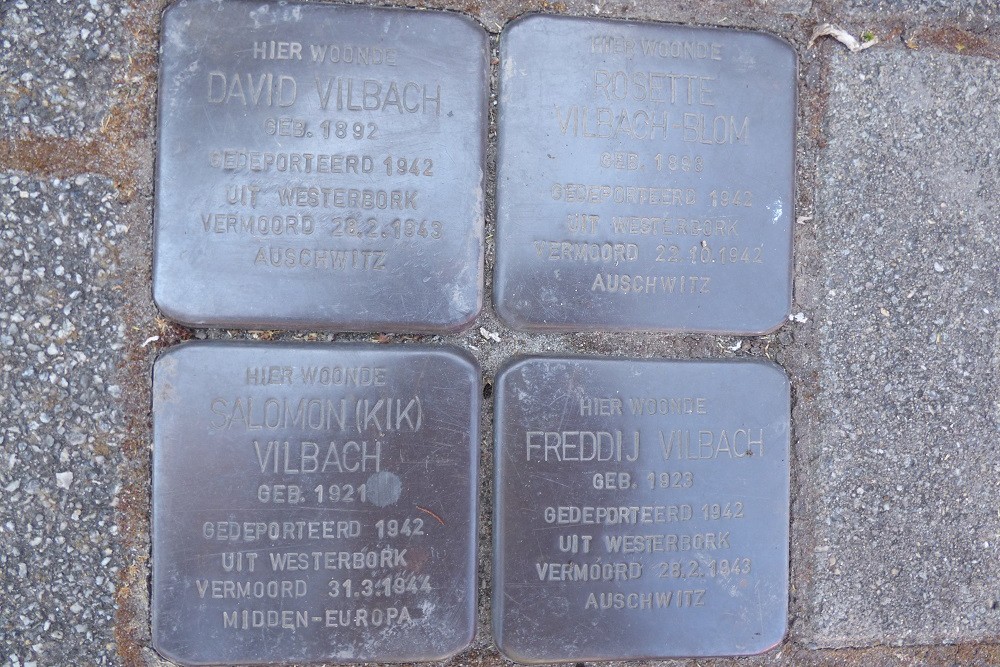 HIER WOONDE
DAVID VILBACH
GEB. 1892
GEDEPORTEERD 1942
UIT WESTERBORK
VERMOORD 28.2.1943
AUSCHWITZ
HIER WOONDE
ROSETTE
VILBACH-BLOM
GEB.
GEDEPORTEERD 1942
UIT WESTERBORK
VERMOORD 22.10.1942
AUSCHWITZ
HIER WOONDE
SALOMON (KIK)
VILBACH
GEB. 1921
GEDEPORTEERD 1942
UIT WESTERBORK
VERMOORD 31.3.1944
MIDDEN-EUROPA
HIER WOONDE
FREDDIJ VILBACH
GEB. 1923
GEDEPORTEERD 1942
UIT WESTERBORK
VERMOORD 28.2.1943
AUSCHWITZ